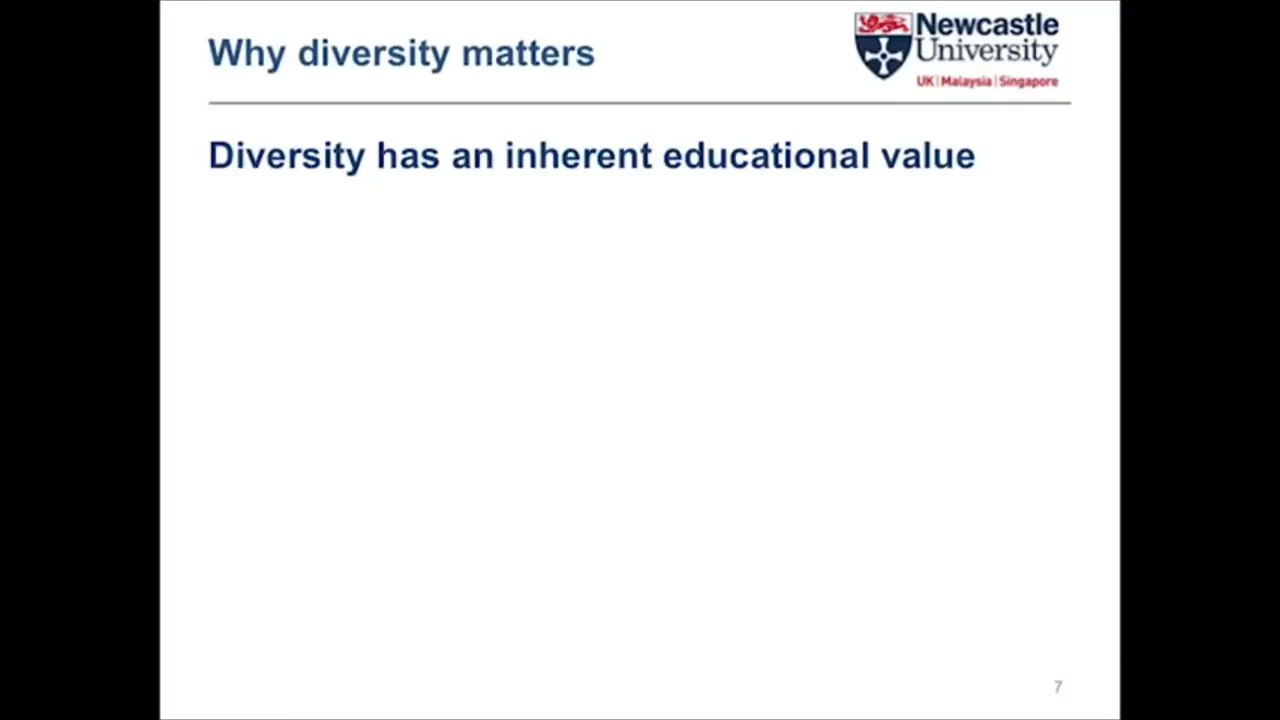 Why diversity matters
Newcastle
University
UK | Malaysia | Singapore
Diversity has an inherent educational value
7